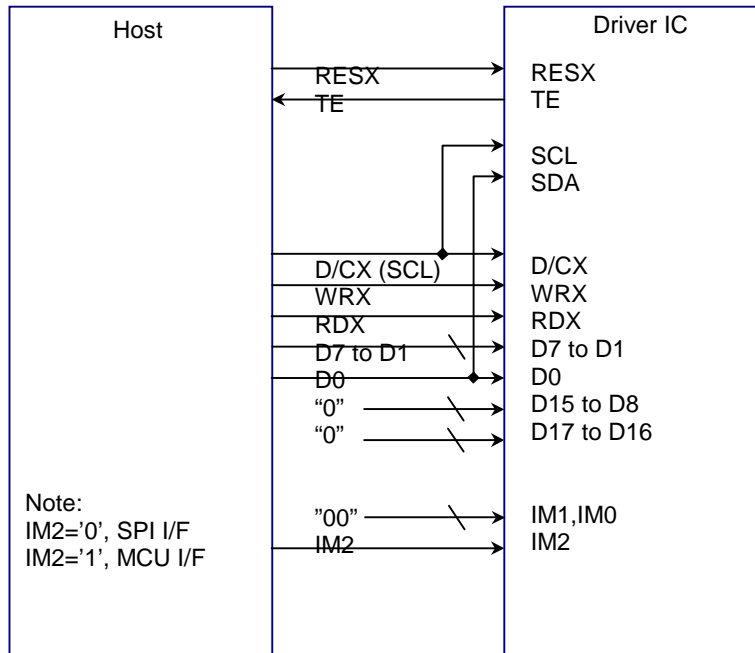 Host
Driver IC
RESX
RESX
TE
TE
SCL
SDA
D/CX (SCL)
D/CX
WRX
WRX
RDX
RDX
D7 to D1
D7 to D1
D0
D0
“0”
D15 to D8
“0”
D17 to D16
Note:
IM2='0', SPI I/F
IM2='1', MCU I/F
”00”
IM1,IM0
IM2
IM2